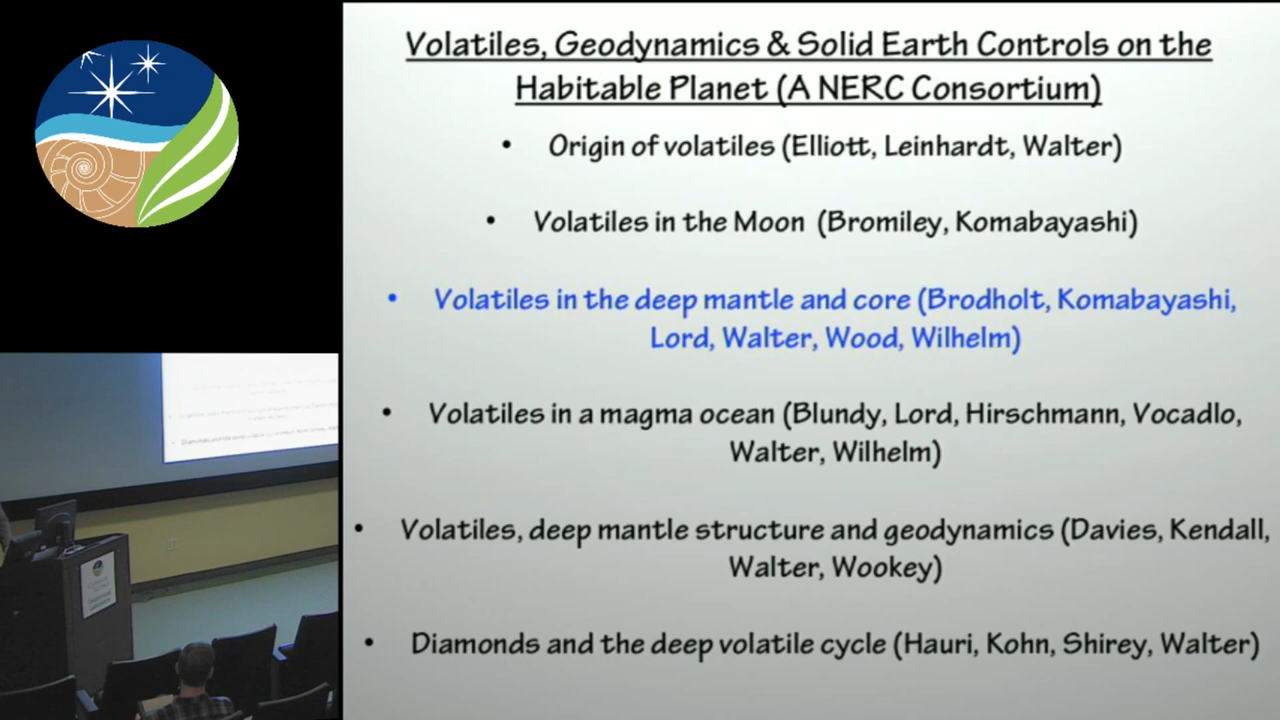 Volatiles, Geodynamics & Solid Earth Controls on the
Habitable Planet (A NERC Consortium)
• Origin of volatiles (Elliott, Leinhardt, Walter)
• Volatiles in the Moon (Bromiley, Komabayashi)
• Volatiles in the deep mantle and core (Brodholt, Komabayashi,
Lord, Walter, Wood, Wilhelm)
• Volatiles in a magma ocean (Blundy, Lord, Hirschmann, Vocadlo,
Walter, Wilhelm)
• Volatiles, deep mantle structure and geodynamics (Davies, Kendall,
Walter, Wookey)
• Diamonds and the deep volatile cycle (Hauri, Kohn, Shirey, Walter)